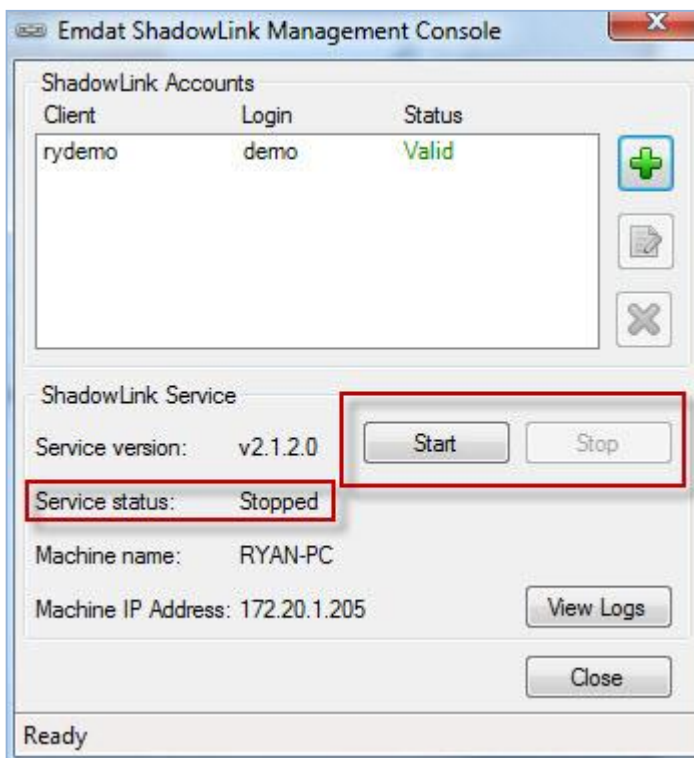 Emdat ShadowLink Management Console
ShadowLink Accounts
Client Login Status
rydemo demo Valid
ShadowLink Service
Service version: v2.1.2.0 Start Stop
Service status: Stopped
Machine name: RYAN-PC
Machine IP Address: 172.20.1.205 View Logs
Close
Ready